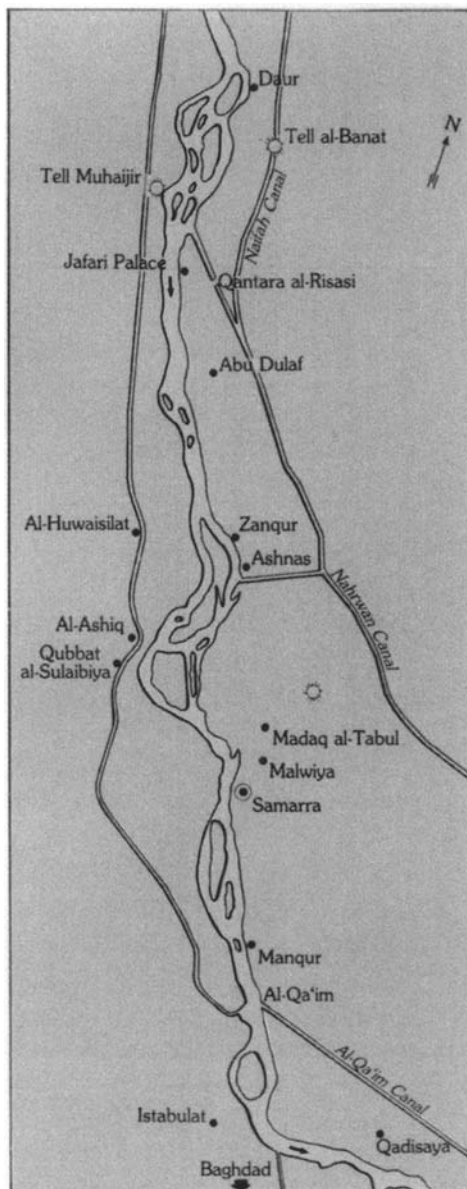 Daur
N
Tell al-Banat
Tell Muhaijir
Naifah Canal
Jafari Palace
Qantara al-Risasi
Abu Dulaf
Al-Huwaisilat
Zanqur
Ashnas
Nahrwan Canal
Al-Ashiq
Qubbat
al-Sulaibiya
Madaq al-Tabul
Malwiya
Samarra
Manqur
Al-Qa'im
Al-Qa'im Canal
Istabulat
Qadisaya
Baghdad